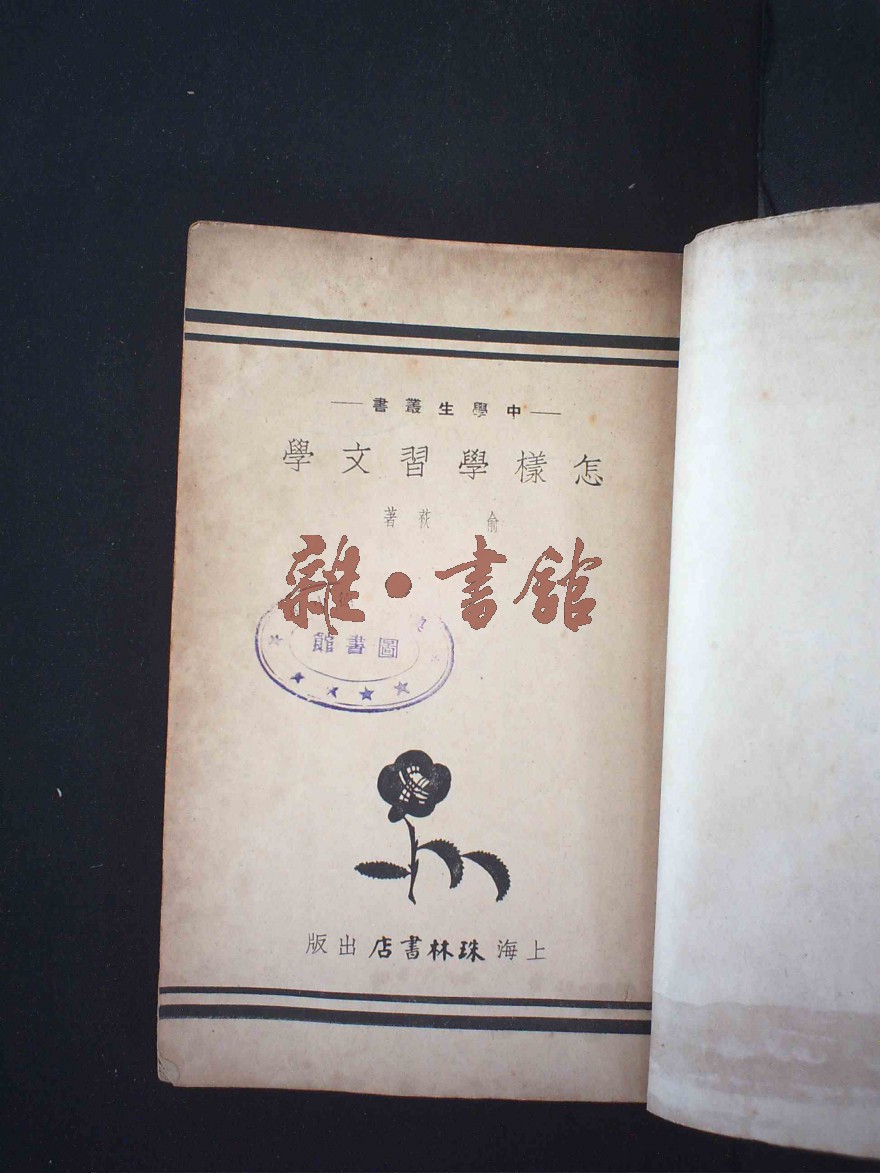 —中學生叢書—
怎樣學習文學
俞荻著
雜·書館
圖書館
上海珠林書店出版